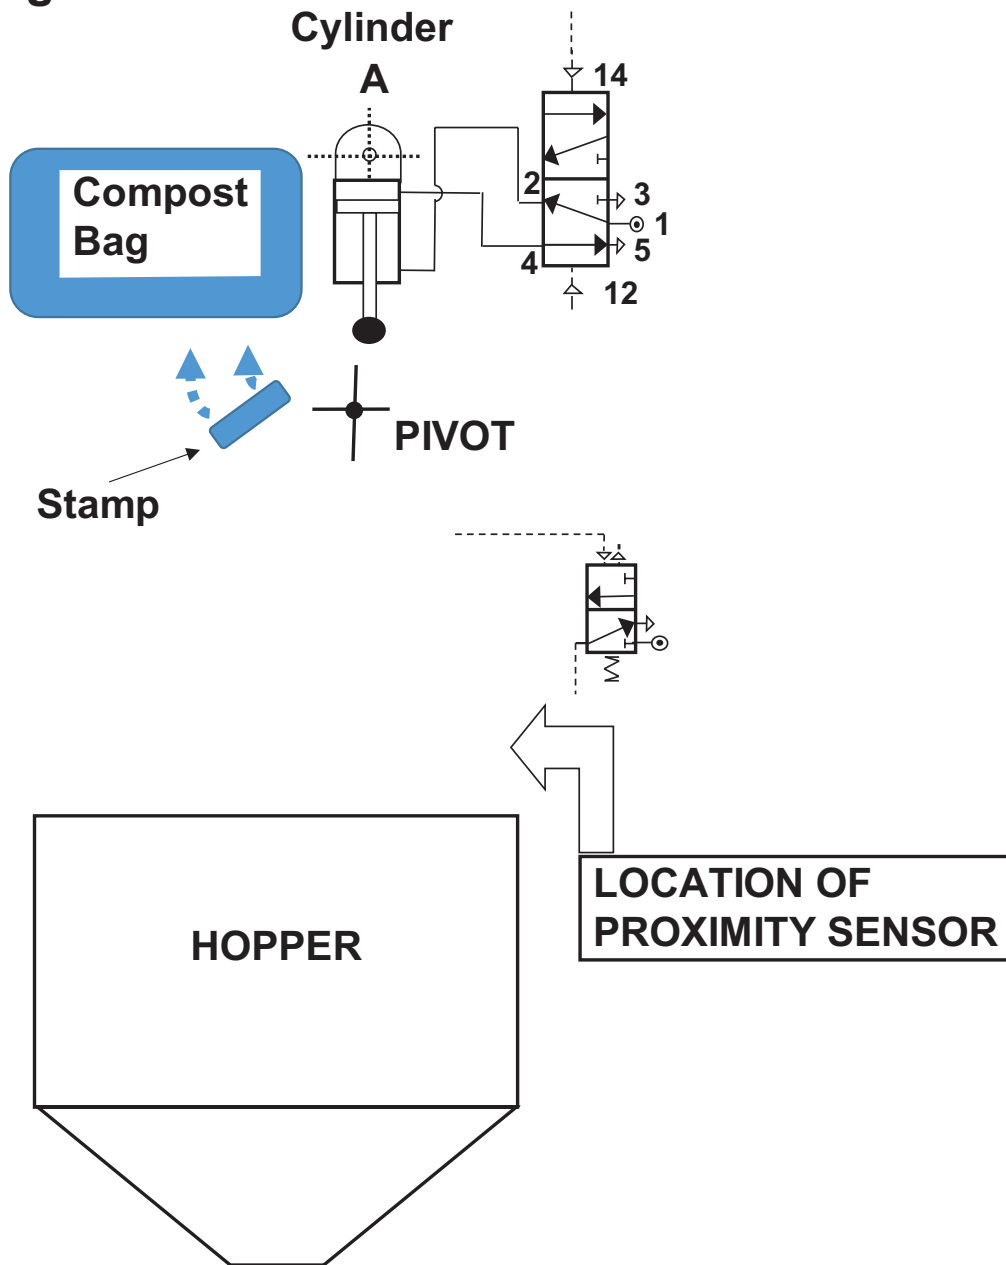 Cylinder
A
14
Compost
Bag
2
3
1
4
5
12
PIVOT
Stamp
LOCATION OF
PROXIMITY SENSOR
HOPPER